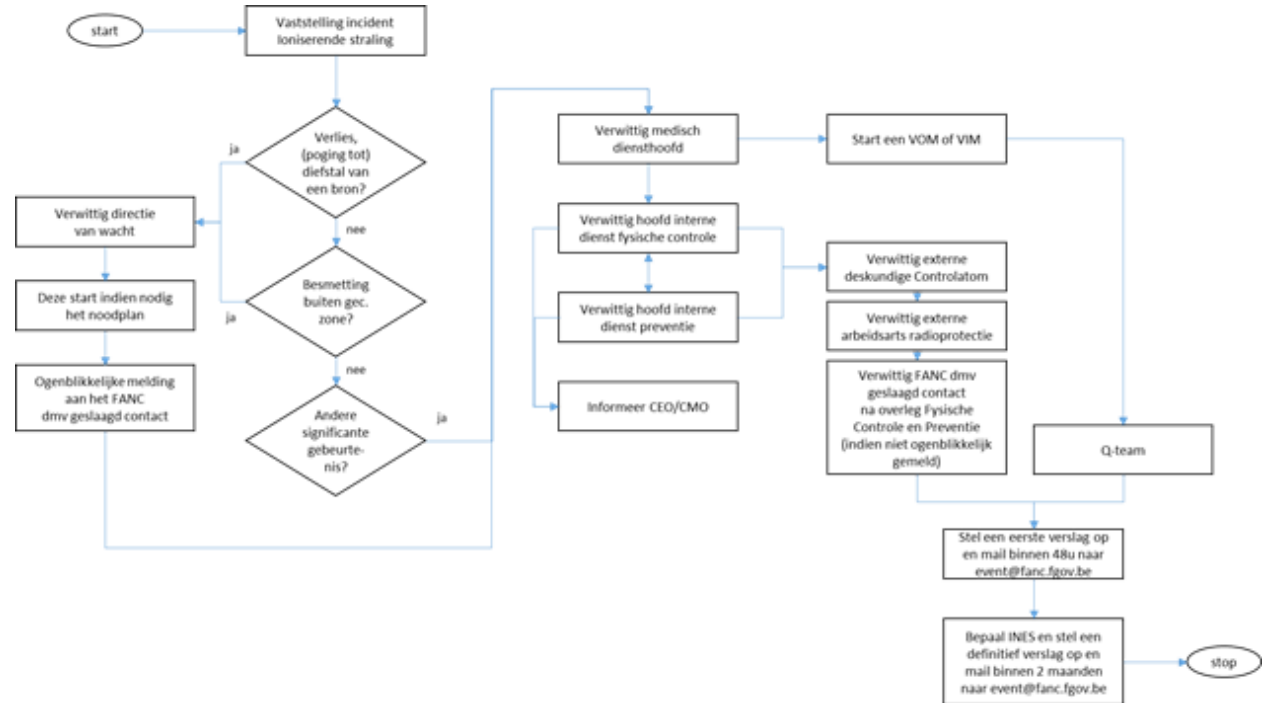 start
Vaststelling incident
Ioniserende straling
Verlies,
(poging tot)
diefstal van
een bron?
ja
nee
Verwittig directie
van wacht
Deze start indien nodig
het noodplan
Ogenblikkelijke melding
aan het FANC
dmv geslaagd contact
Besmetting
buiten gec.
zone?
ja
nee
Andere
significante
gebeurte-
nis?
ja
Verwittig medisch
diensthoofd
Start een VOM of VIM
Verwittig hoofd interne
dienst fysische controle
Verwittig hoofd interne
dienst preventie
Informeer CEO/CMO
Verwittig externe
deskundige Controlatom
Verwittig externe
arbeidsarts radioprotectie
Verwittig FANC dmv
geslaagd contact
na overleg Fysische
Controle en Preventie
(indien niet ogenblikkelijk
gemeld)
Q-team
Stel een eerste verslag op
en mail binnen 48u naar
event@fanc.fgov.be
Bepaal INES en stel een
definitief verslag op en
mail binnen 2 maanden
naar event@fanc.fgov.be
stop